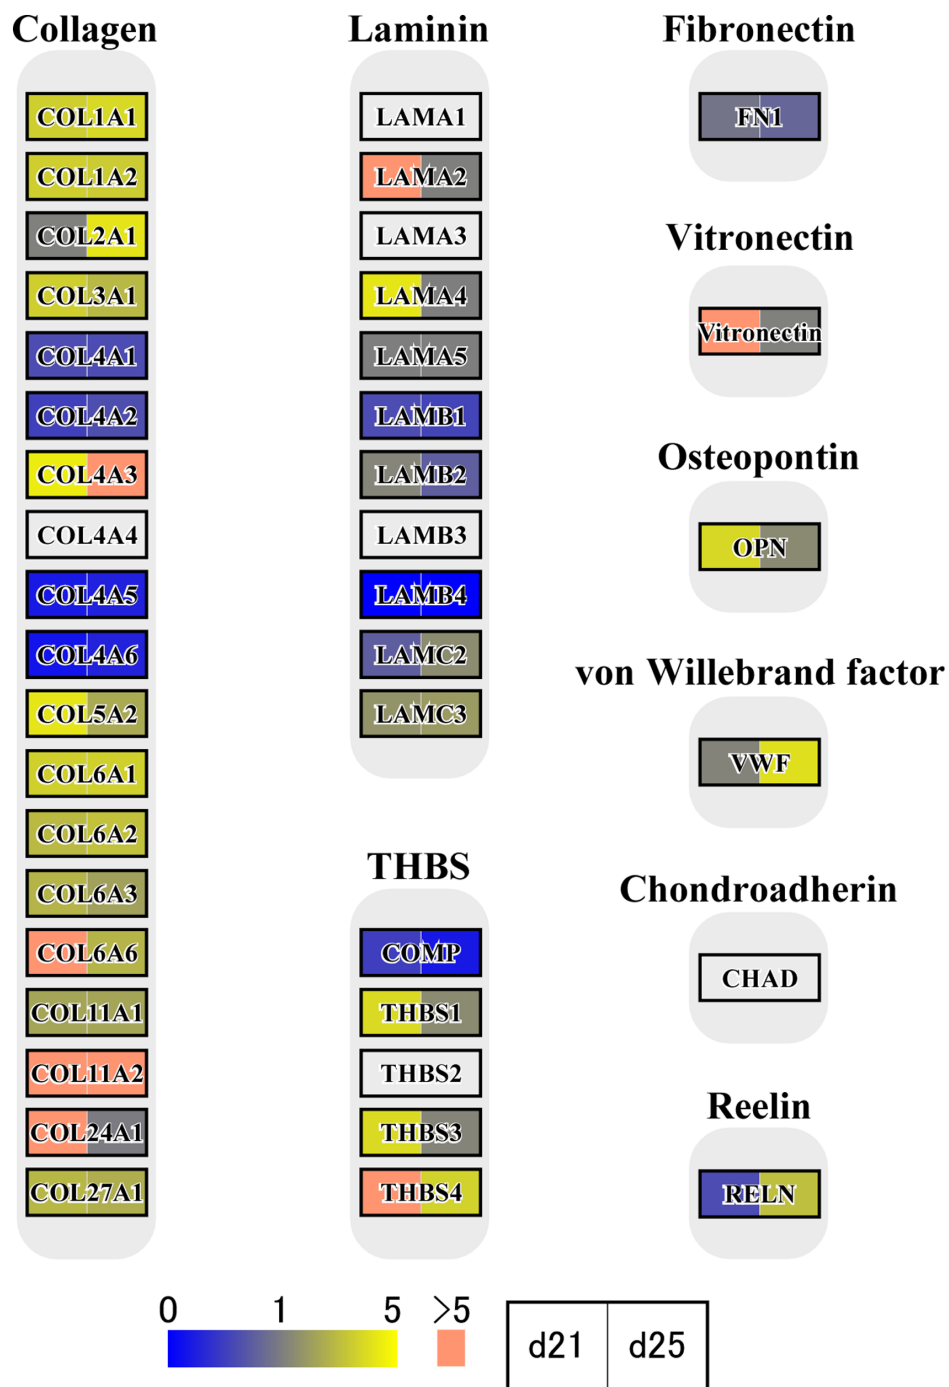 Collagen
COL1A1
COL1A2
COL2A1
COL3A1
COL4A1
COL4A2
COL4A3
COL4A4
COL4A5
COL4A6
COL5A2
COL6A1
COL6A2
COL6A3
COL6A6
COL11A1
COL11A2
COL24A1
COL27A1
Laminin
LAMA1
LAMA2
LAMA3
LAMA4
LAMA5
LAMB1
LAMB2
LAMB3
LAMB4
LAMC2
LAMC3
THBS
COMP
THBS1
THBS2
THBS3
THBS4
Fibronectin
FN1
Vitronectin
Vitronectin
Osteopontin
OPN
von Willebrand factor
VWF
Chondroadherin
CHAD
Reelin
RELN
0 1 5 >5
d21 d25